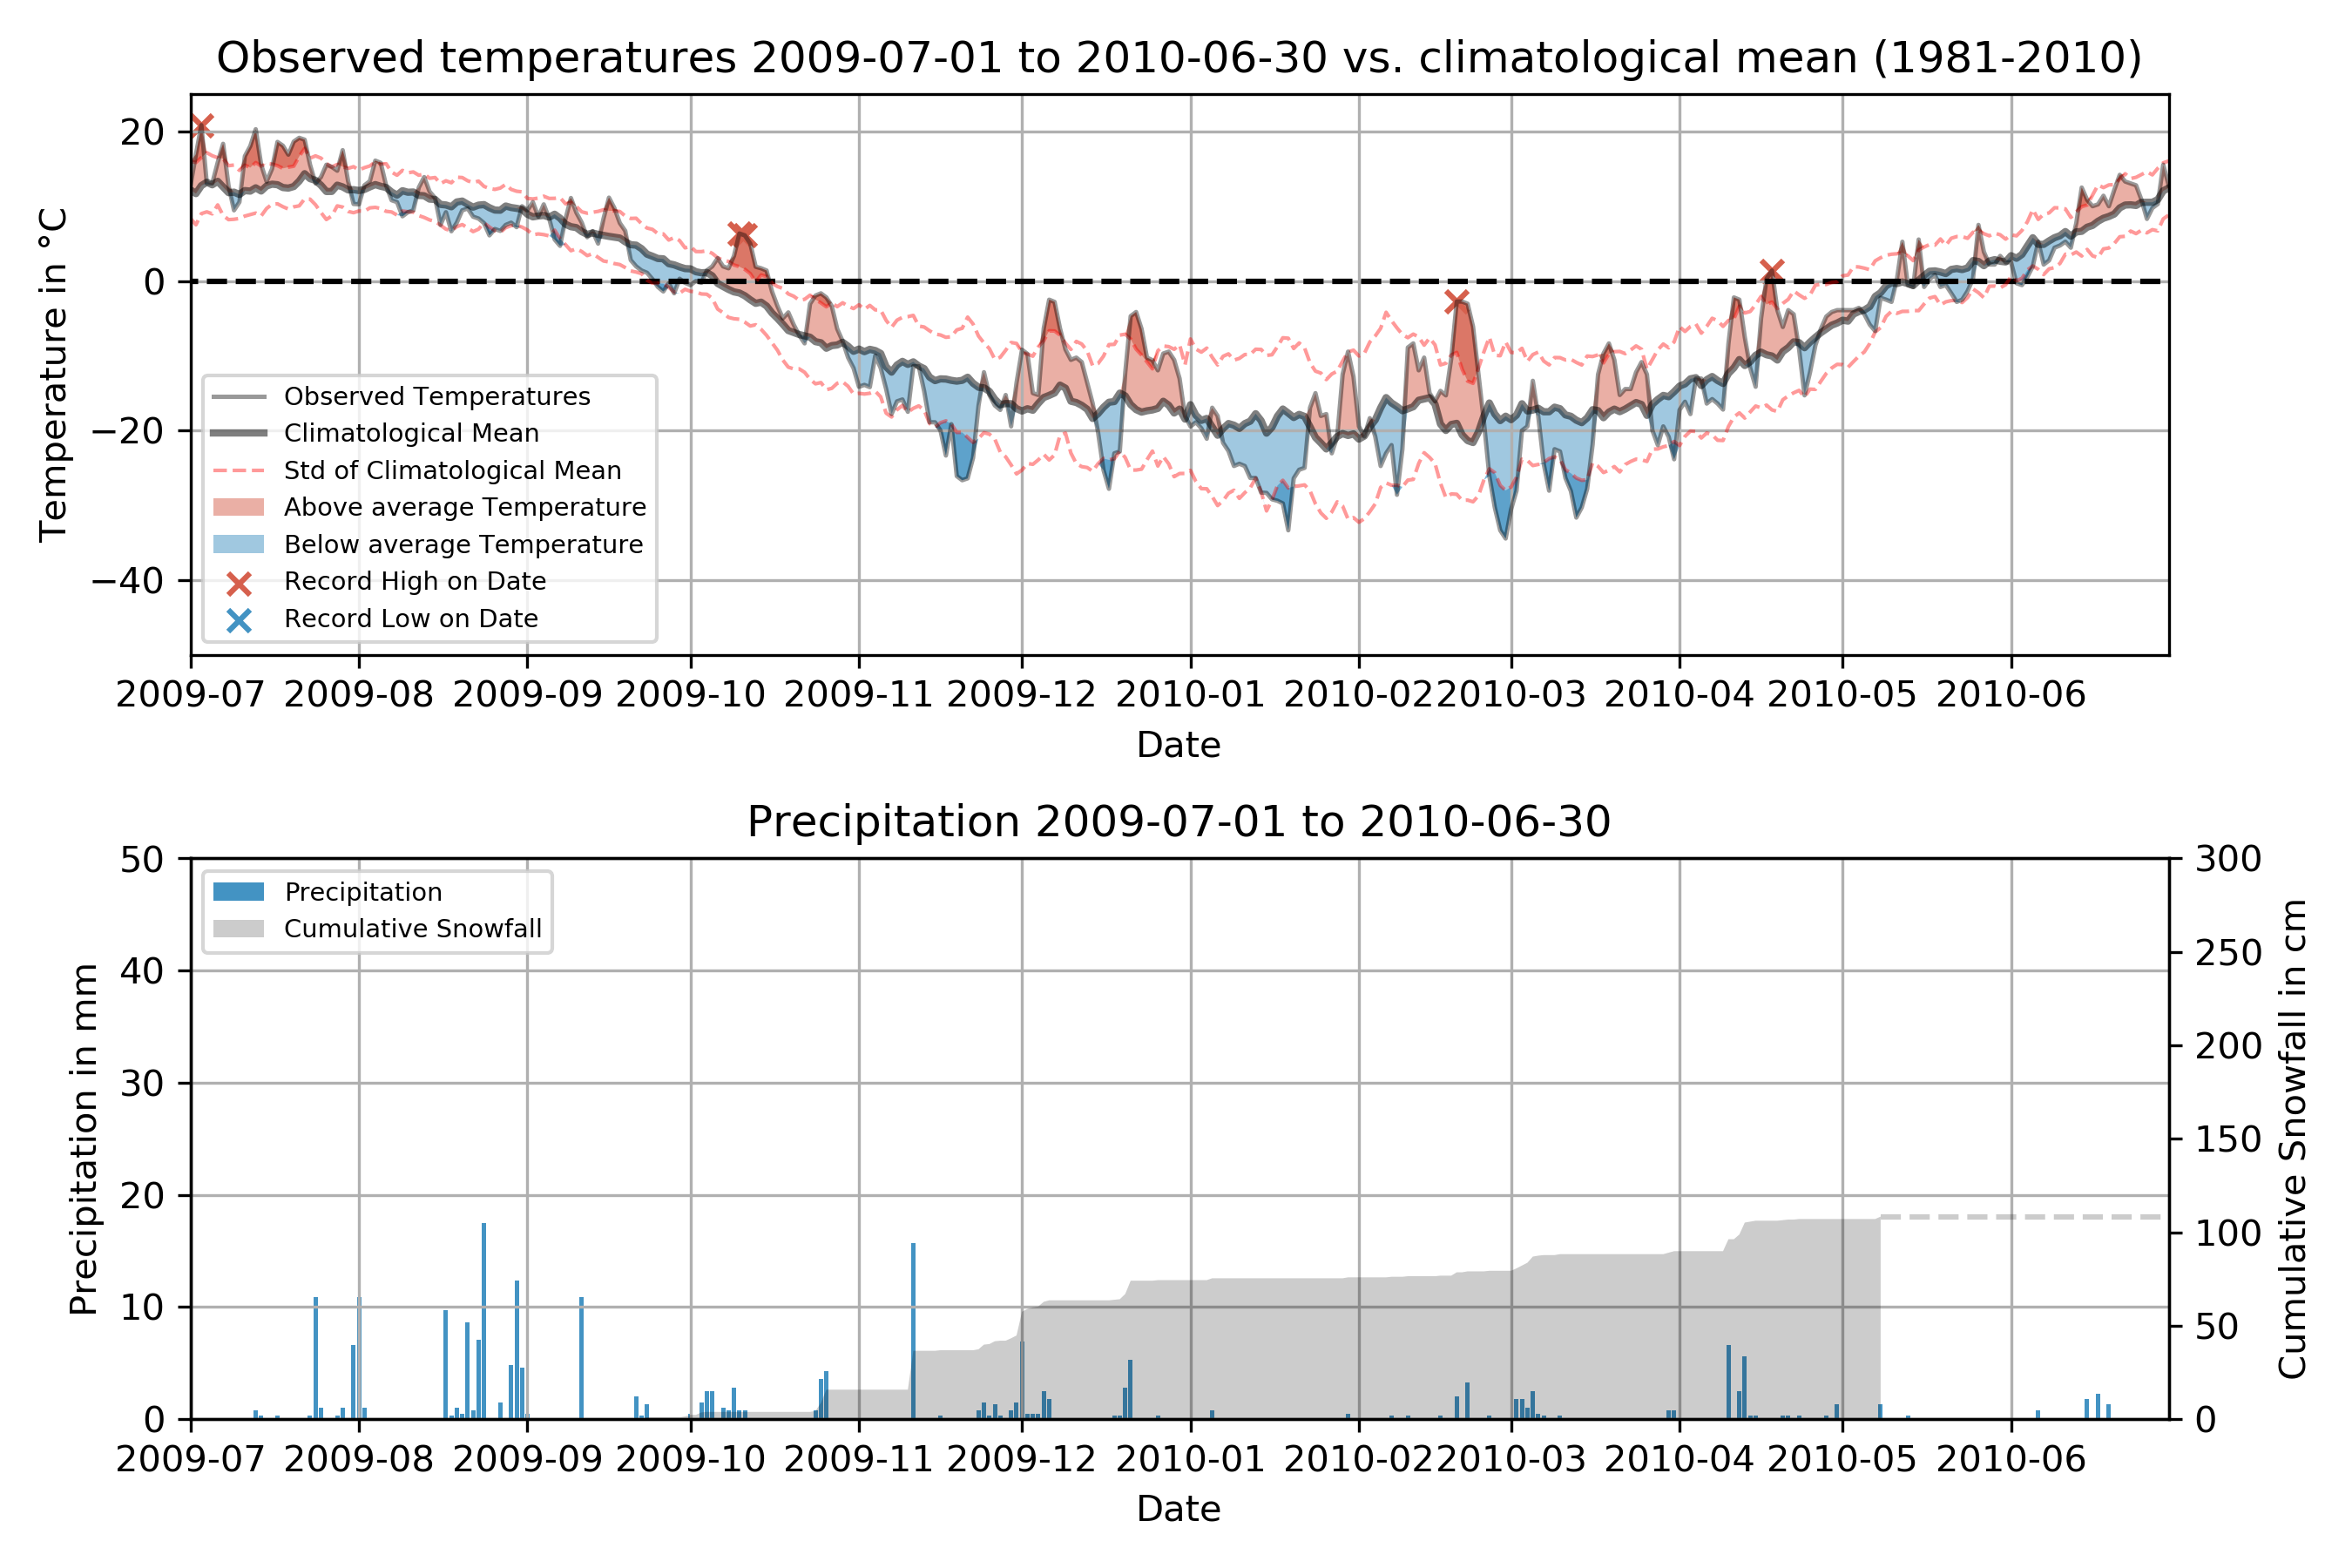 Observed temperatures 2009-07-01 to 2010-06-30 vs. climatological mean (1981-2010)
Temperature in °C
20
0
−20
−40
Observed Temperatures
Climatological Mean
Std of Climatological Mean
Above average Temperature
Below average Temperature
Record High on Date
Record Low on Date
2009-07 2009-08 2009-09 2009-10 2009-11 2009-12 2010-01 2010-02 2010-03 2010-04 2010-05 2010-06
Date
Precipitation 2009-07-01 to 2010-06-30
Precipitation in mm
50
40
30
20
10
0
Precipitation
Cumulative Snowfall
300
250
200
150
100
50
0
Cumulative Snowfall in cm
2009-07 2009-08 2009-09 2009-10 2009-11 2009-12 2010-01 2010-02 2010-03 2010-04 2010-05 2010-06
Date